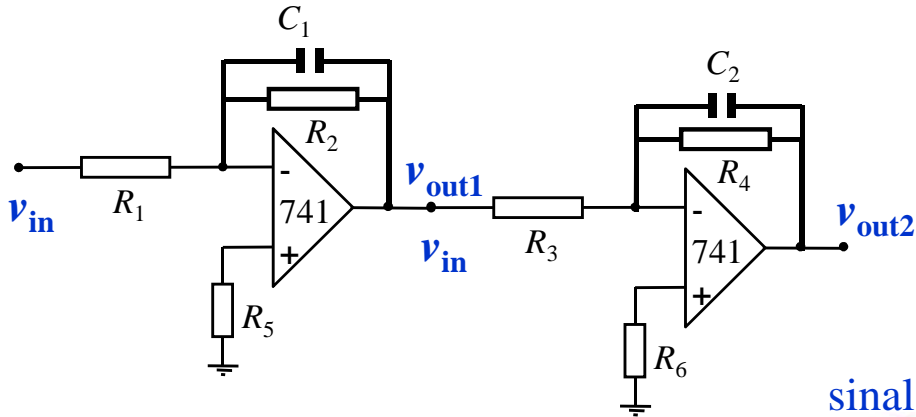 C1
C2
R2
R4
-
-
vin
R1
741
vout1
vin
R3
741
vout2
+
+
R5
R6
sinal